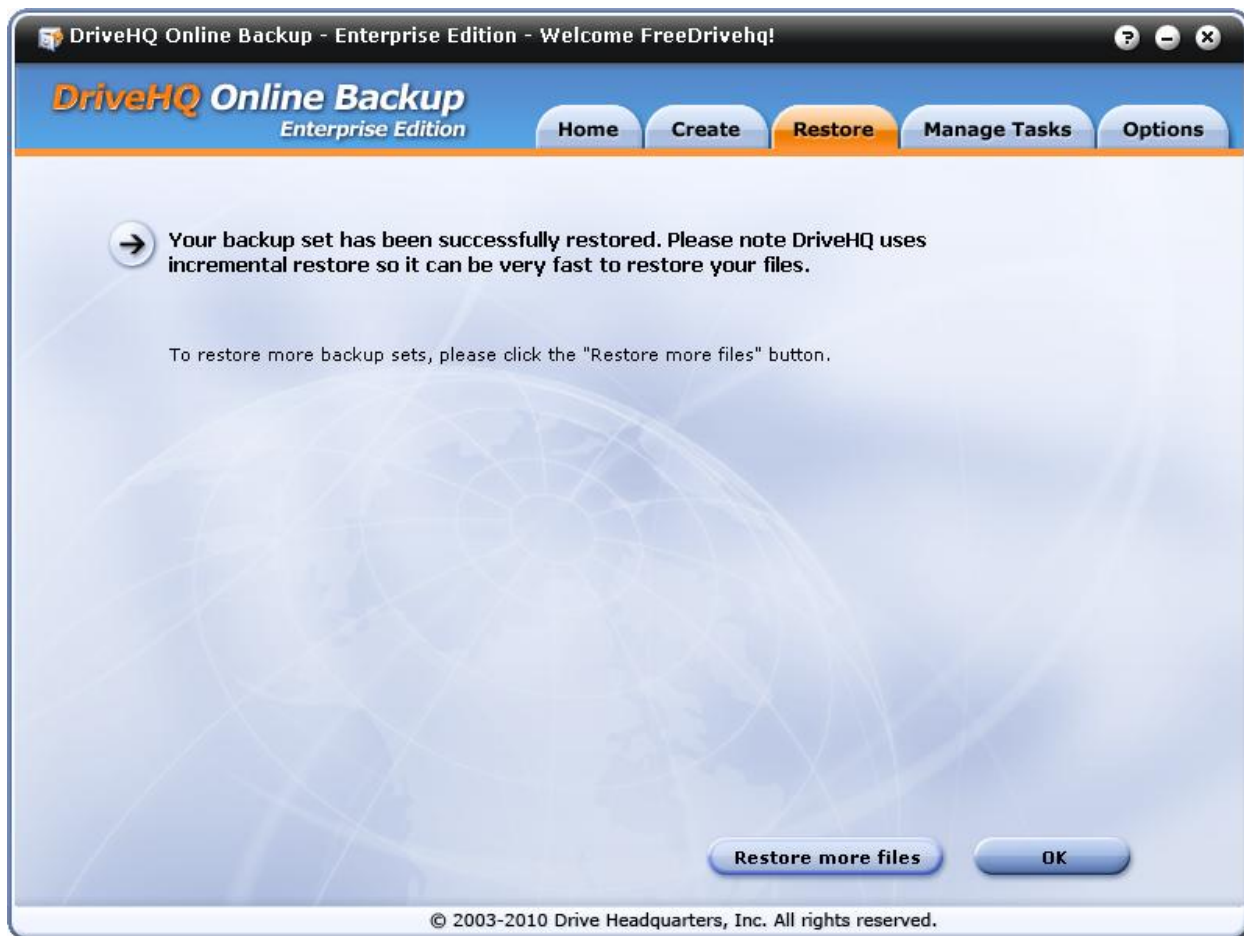 DriveHQ Online Backup - Enterprise Edition - Welcome FreeDrivehq!
DriveHQ Online Backup
Enterprise Edition
Home
Create
Restore
Manage Tasks
Options
Your backup set has been successfully restored. Please note DriveHQ uses
incremental restore so it can be very fast to restore your files.
To restore more backup sets, please click the "Restore more files" button.
Restore more files
OK
© 2003-2010 Drive Headquarters, Inc. All rights reserved.